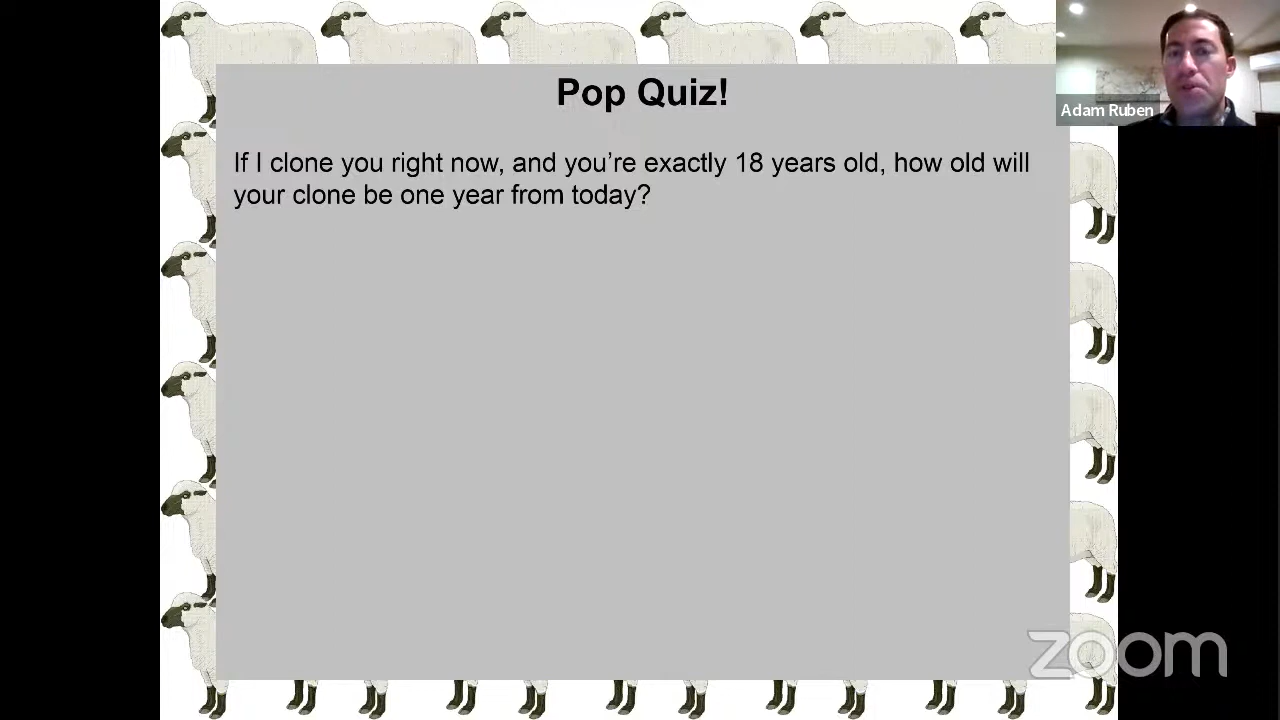 Pop Quiz!
Adam Ruben
If I clone you right now, and you’re exactly 18 years old, how old will
your clone be one year from today?
zoom